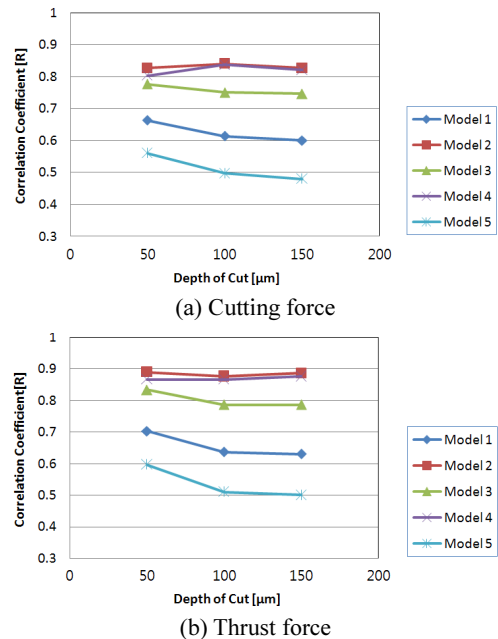 Correlation Coefficient [R]
1
0.9
0.8
0.7
0.6
0.5
0.4
0.3
0
50
100
150
200
Depth of Cut [µm]
Model 1
Model 2
Model 3
Model 4
Model 5
(a) Cutting force
Correlation Coefficient[R]
1
0.9
0.8
0.7
0.6
0.5
0.4
0.3
0
50
100
150
200
Depth of Cut [µm]
Model 1
Model 2
Model 3
Model 4
Model 5
(b) Thrust force